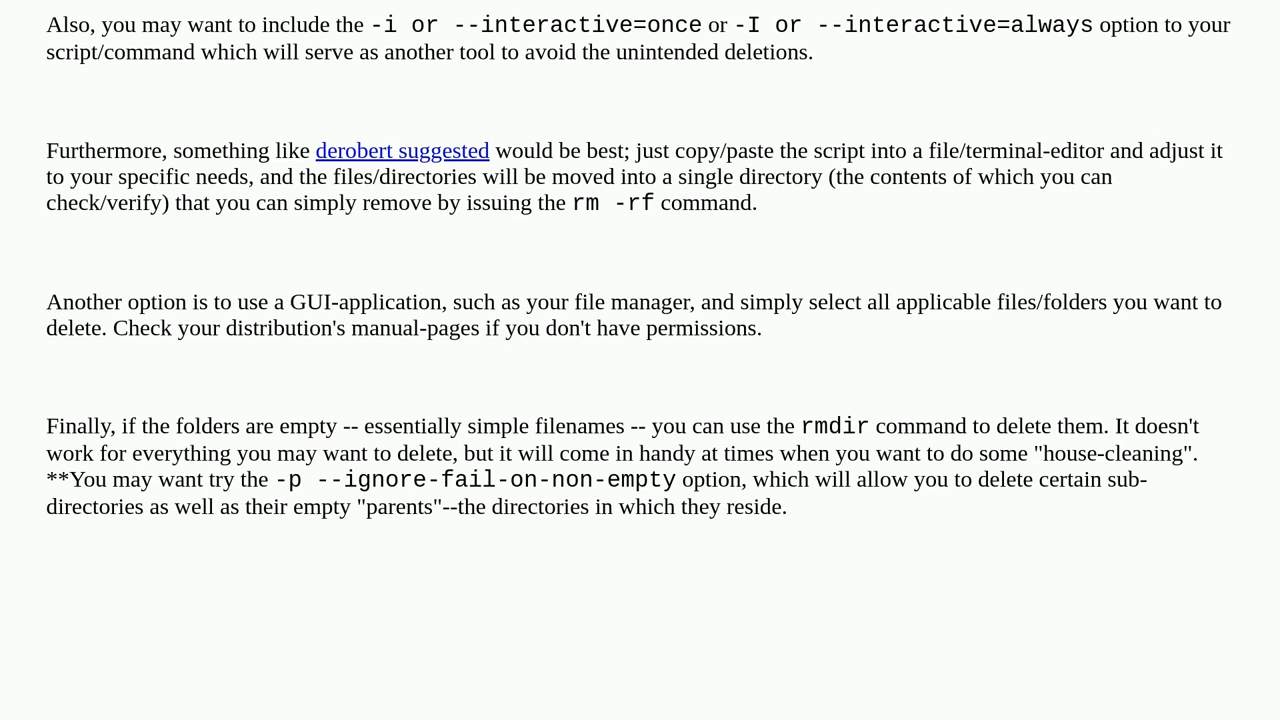 Also, you may want to include the -i or --interactive=once or -I or --interactive=always option to your
script/command which will serve as another tool to avoid the unintended deletions.
Furthermore, something like derobert suggested would be best; just copy/paste the script into a file/terminal-editor and adjust it
to your specific needs, and the files/directories will be moved into a single directory (the contents of which you can
check/verify) that you can simply remove by issuing the rm -rf command.
Another option is to use a GUI-application, such as your file manager, and simply select all applicable files/folders you want to
delete. Check your distribution's manual-pages if you don't have permissions.
Finally, if the folders are empty -- essentially simple filenames -- you can use the rmdir command to delete them. It doesn't
work for everything you may want to delete, but it will come in handy at times when you want to do some "house-cleaning".
**You may want try the -p --ignore-fail-on-non-empty option, which will allow you to delete certain sub-
directories as well as their empty "parents"--the directories in which they reside.